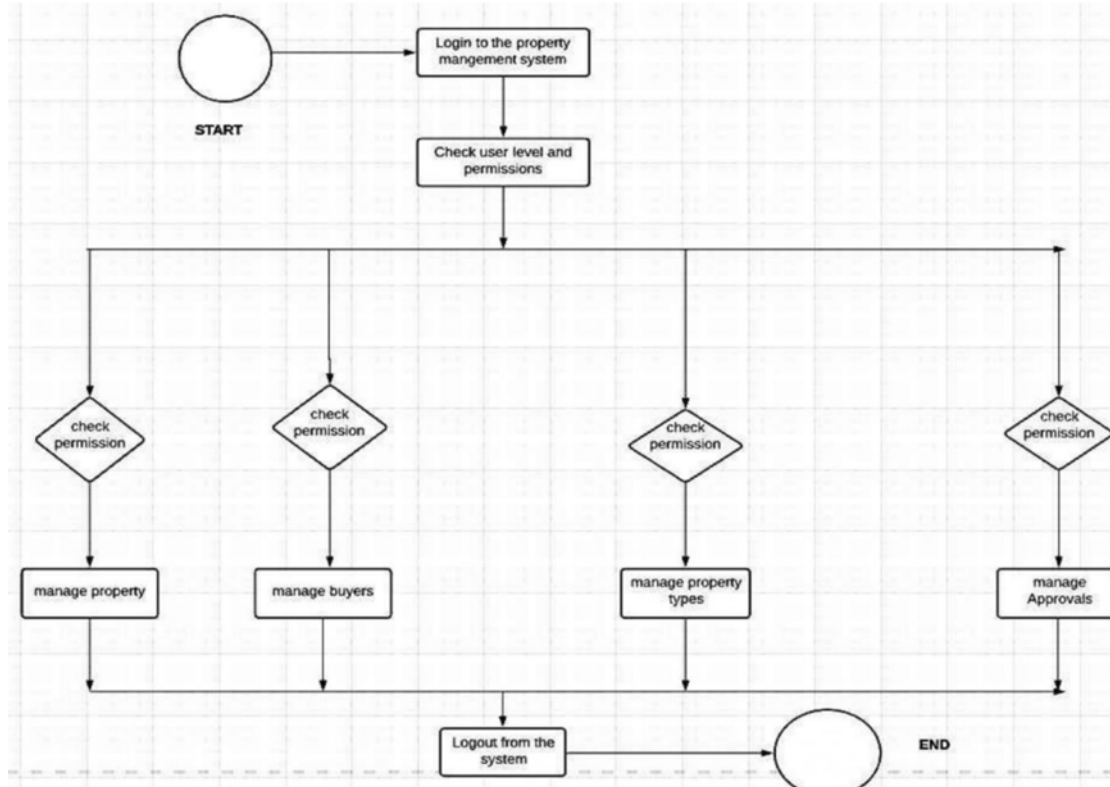 Login to the property
mangement system
START
Check user level and
permissions
check
permission
check
permission
check
permission
check
permission
manage property
manage buyers
manage property
types
manage
Approvals
Logout from the
system
END